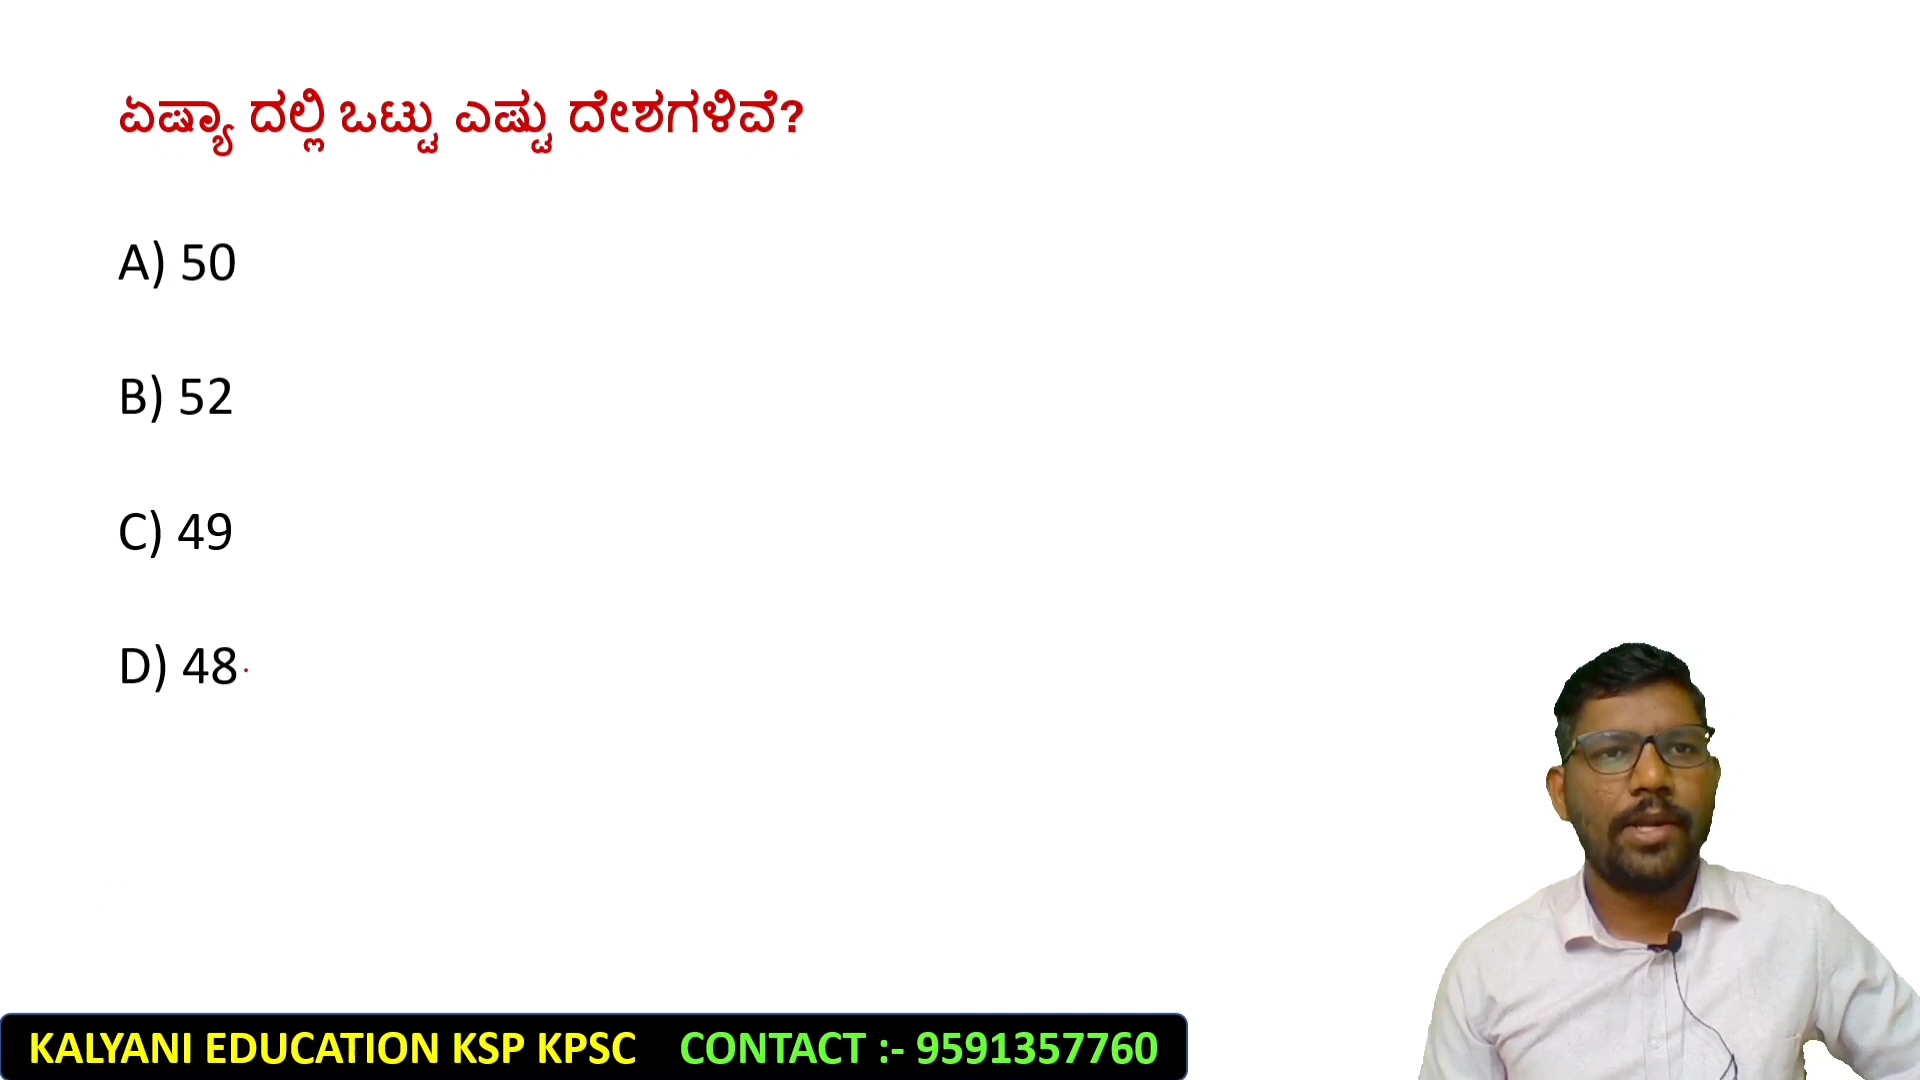 ಏಷ್ಯಾ ದಲ್ಲಿ ಒಟ್ಟು ಎಷ್ಟು ದೇಶಗಳಿವೆ?
A) 50
B) 52
C) 49
D) 48
KALYANI EDUCATION KSP KPSC CONTACT :- 9591357760